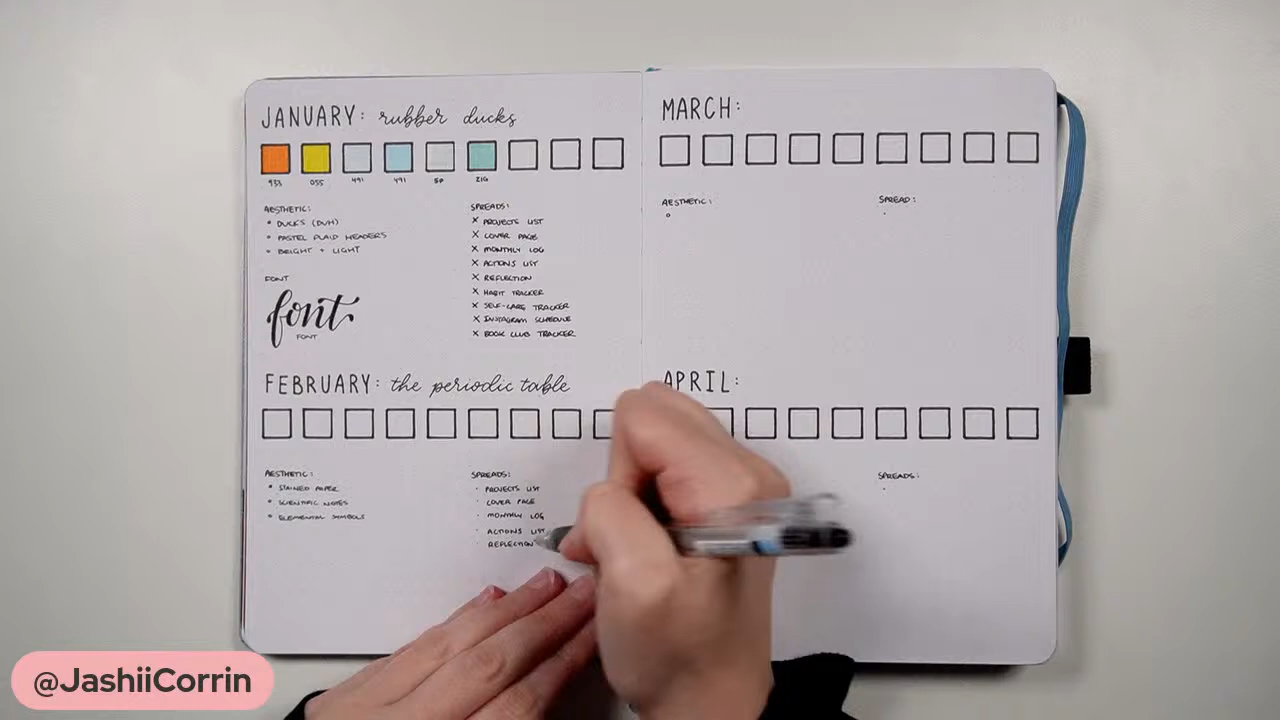 JANUARY: rubber ducks
933 055 491 491 50 216
AESTHETIC:
• DUCKS (DUH)
• PASTEL PLAID HEADERS
• BRIGHT + LIGHT
FONT
font.
FONT
SPREADS:
X PROJECTS LIST
X COVER PAGE
X MONTHLY LOG
X ACTIONS LIST
X REFLECTION
X HABIT TRACKER
X SELF-CARE TRACKER
X INSTAGRAM SCHEDULE
X BOOK CLUB TRACKER
FEBRUARY: the periodic table
AESTHETIC:
• STAINED PAPER
• SCIENTIFIC NOTES
• ELEMENTAL SYMBOLS
SPREADS:
· PROJECTS LIST
· COVER PAGE
· MONTHLY LOG
· ACTIONS LIST
· REFLECTION
MARCH:
AESTHETIC:
SPREAD:
APRIL:
SPREADS:
@JashiiCorrin